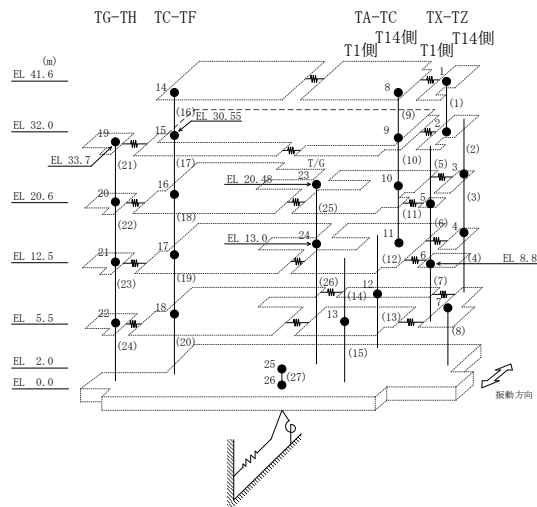 TG-TH TC-TF TA-TC TX-TZ
T1側 T14側 T1側 T14側
(m)
EL 41.6
14 8 1
(16) (9) (1)
EL 30.55
EL 32.0
19 15 9 2
EL 33.7
(21) (17) (10) (2)
T/G
EL 20.48 23
16 10 (5) 3
EL 20.6
20 5 (3)
(22) (18) (25) (11)
EL 13.0 24
11 (6) 4
EL 12.5
21 17 (12) 6 (4) EL 8.8
(23) (19) (26) (14) 12 (7)
EL 5.5
22 18 13 (13) 7
(24) (20) (15) (8)
EL 2.0
25
EL 0.0
26 (27)
振動方向